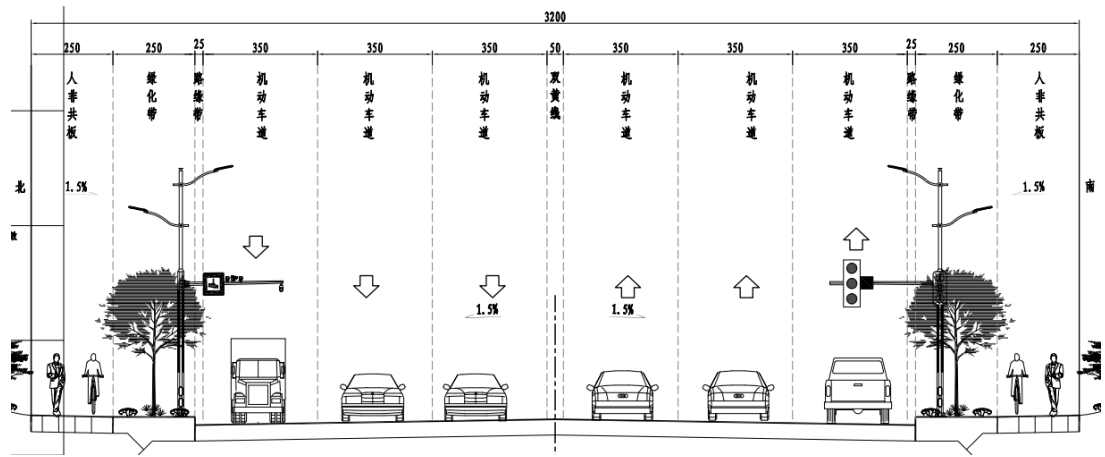 3200
250 250 25 350 350 350 50 350 350 350 25 250 250
人非共板 绿化带 路缘带 机动车道 机动车道 机动车道 双黄线 机动车道 机动车道 机动车道 路缘带 绿化带 人非共板
北 1.5% 1.5% 南
1.5% 1.5%